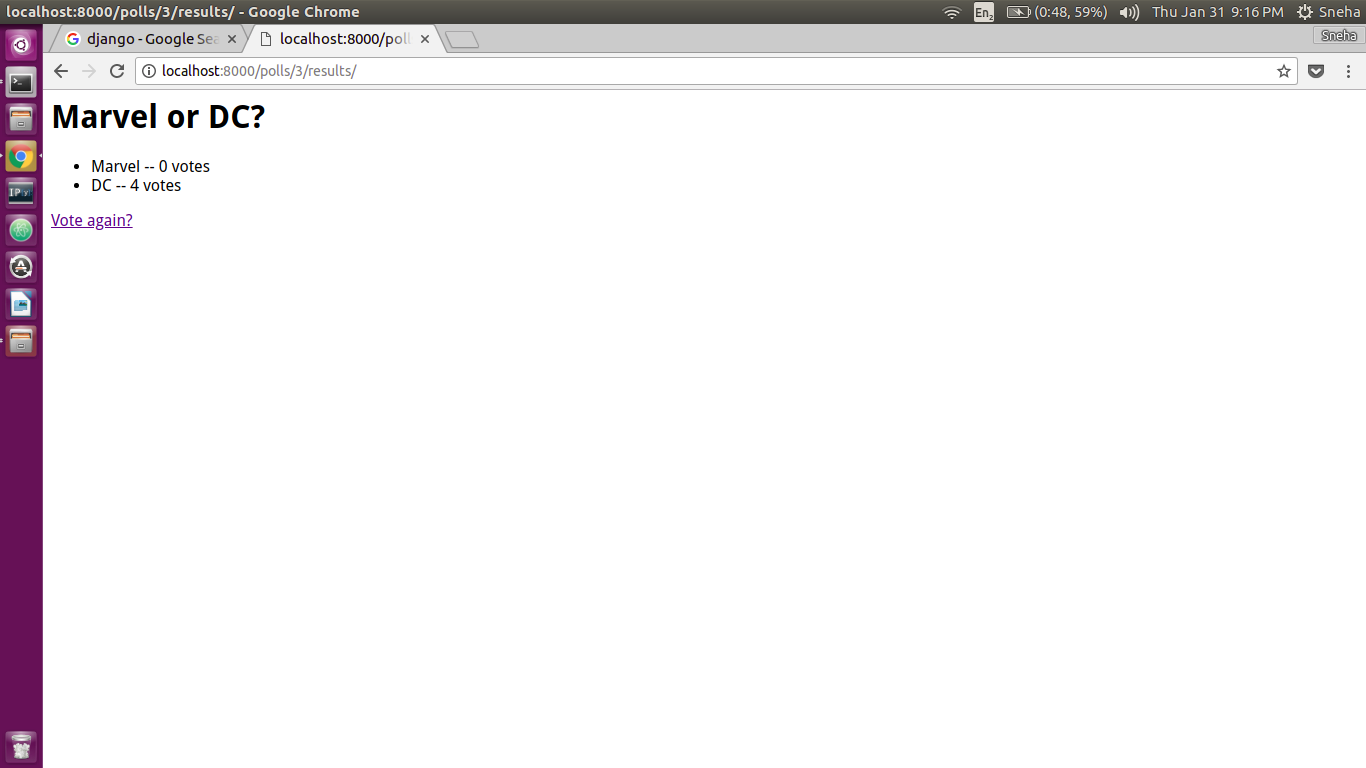 localhost:8000/polls/3/results/ - Google Chrome
En2 (0:48, 59%) Thu Jan 31 9:16 PM Sneha
django - Google Sea
localhost:8000/poll
Sneha
localhost:8000/polls/3/results/
Marvel or DC?
Marvel -- 0 votes
DC -- 4 votes
Vote again?